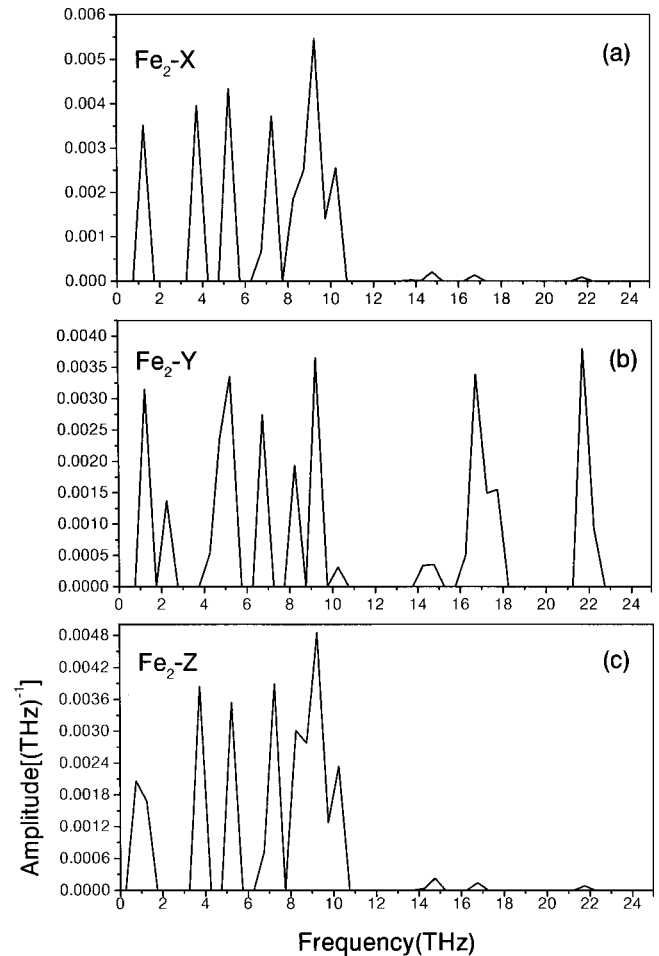 0.006
Fe₂-X
(a)
0.005
0.004
0.003
0.002
0.001
0.000
0 2 4 6 8 10 12 14 16 18 20 22 24
0.0040
Fe₂-Y
(b)
0.0035
0.0030
0.0025
0.0020
0.0015
0.0010
0.0005
0.0000
0 2 4 6 8 10 12 14 16 18 20 22 24
0.0048
Fe₂-Z
(c)
0.0042
0.0036
0.0030
0.0024
0.0018
0.0012
0.0006
0.0000
0 2 4 6 8 10 12 14 16 18 20 22 24
Amplitude[(THz)⁻¹]
Frequency(THz)